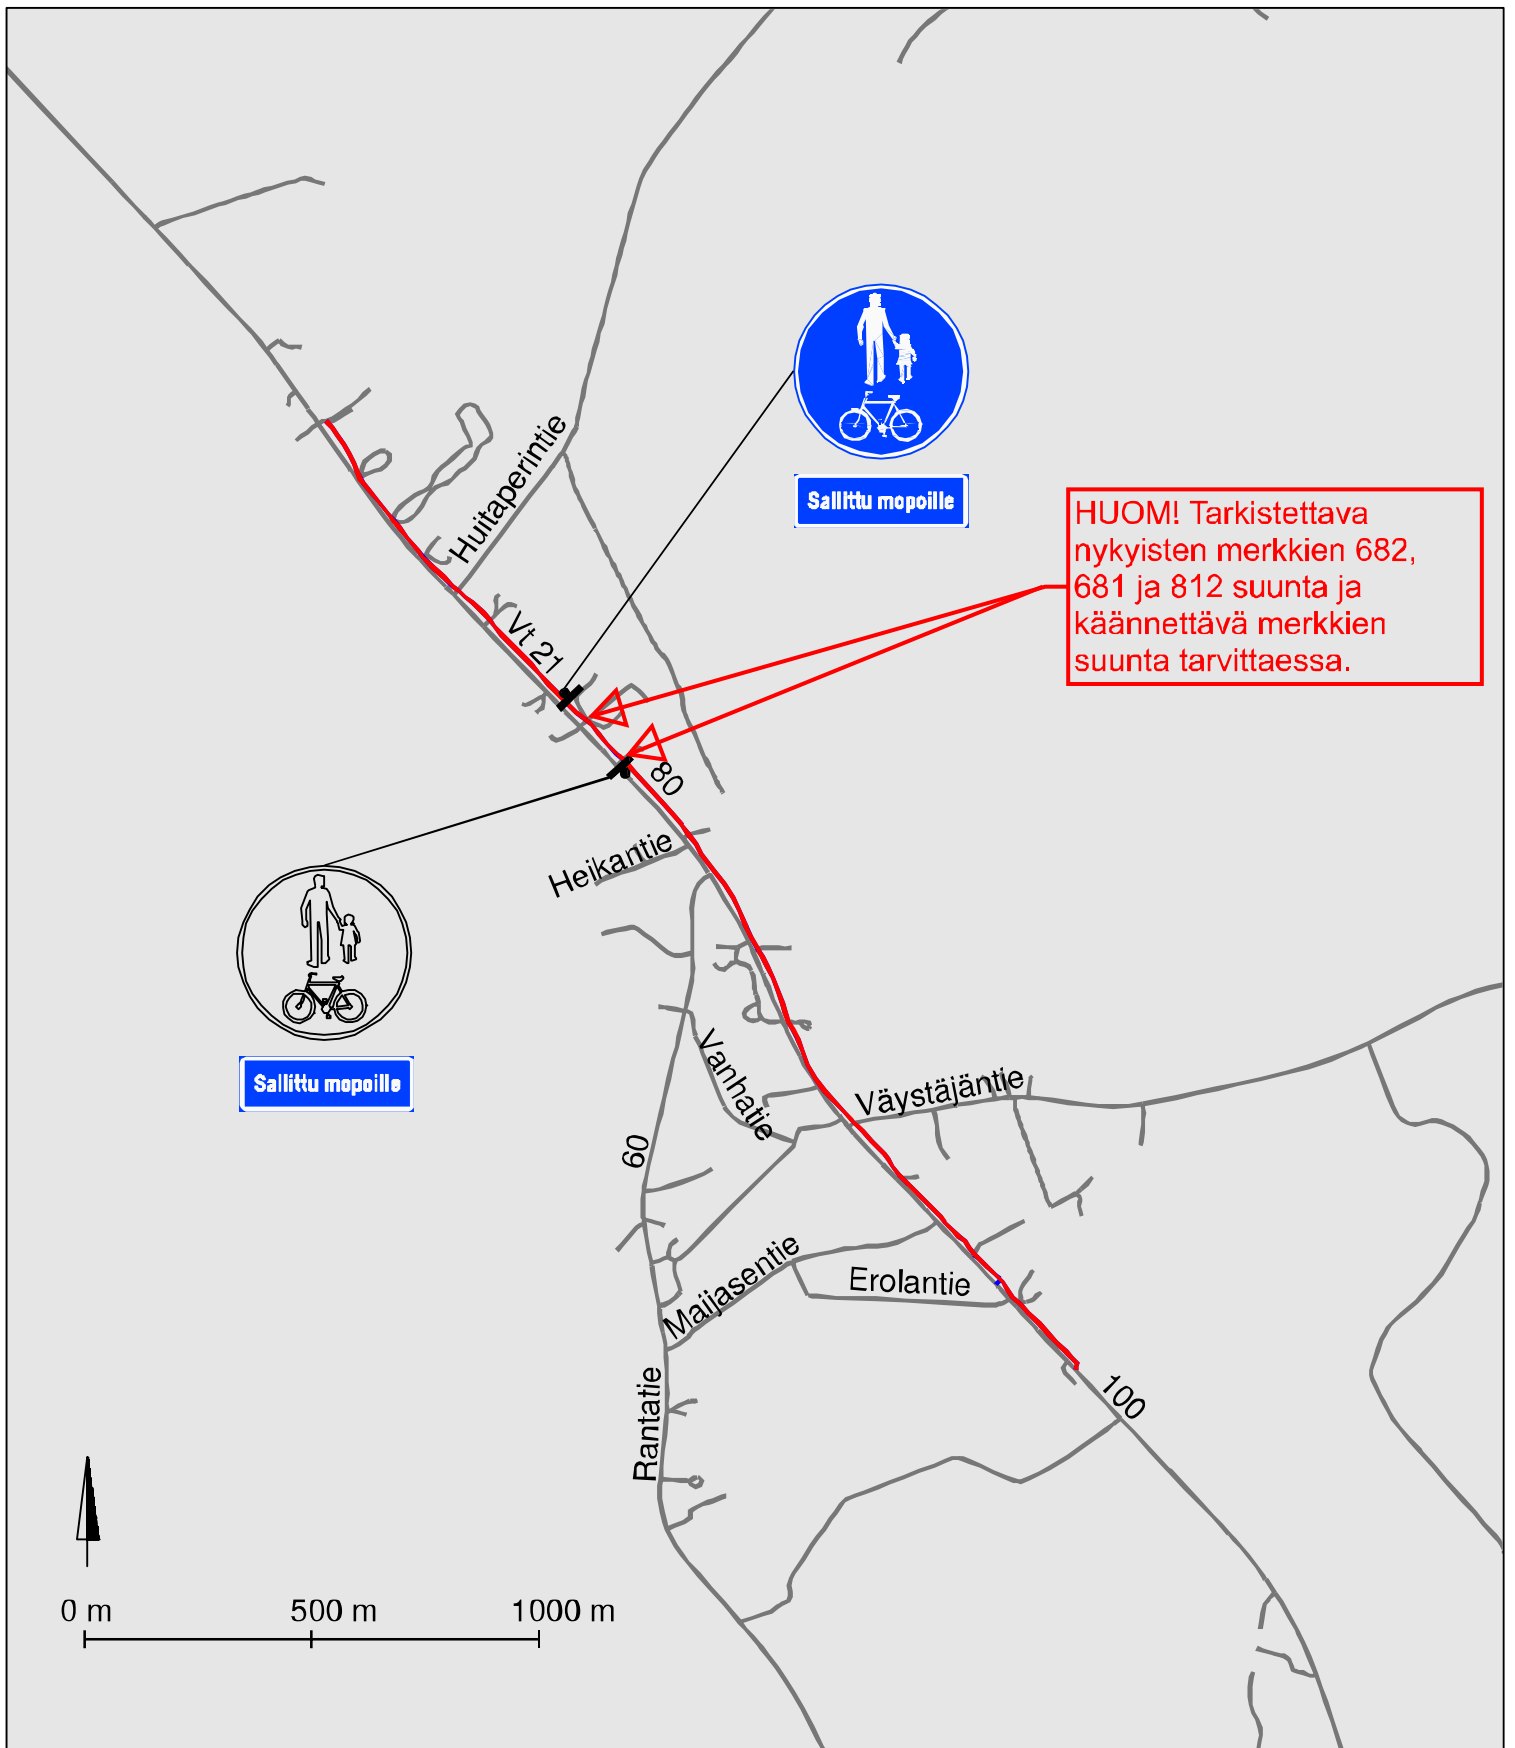 Huitaperintie
Sallittu mopoille
HUOM! Tarkistettava
nykyisten merkkien 682,
681 ja 812 suunta ja
käännettävä merkkien
suunta tarvittaessa.
Vt 21
80
Heikantie
Vanhatie
Väystäjäntie
Sallittu mopoille
60
Maijasentie
Erolantie
Rantatie
100
0 m 500 m 1000 m